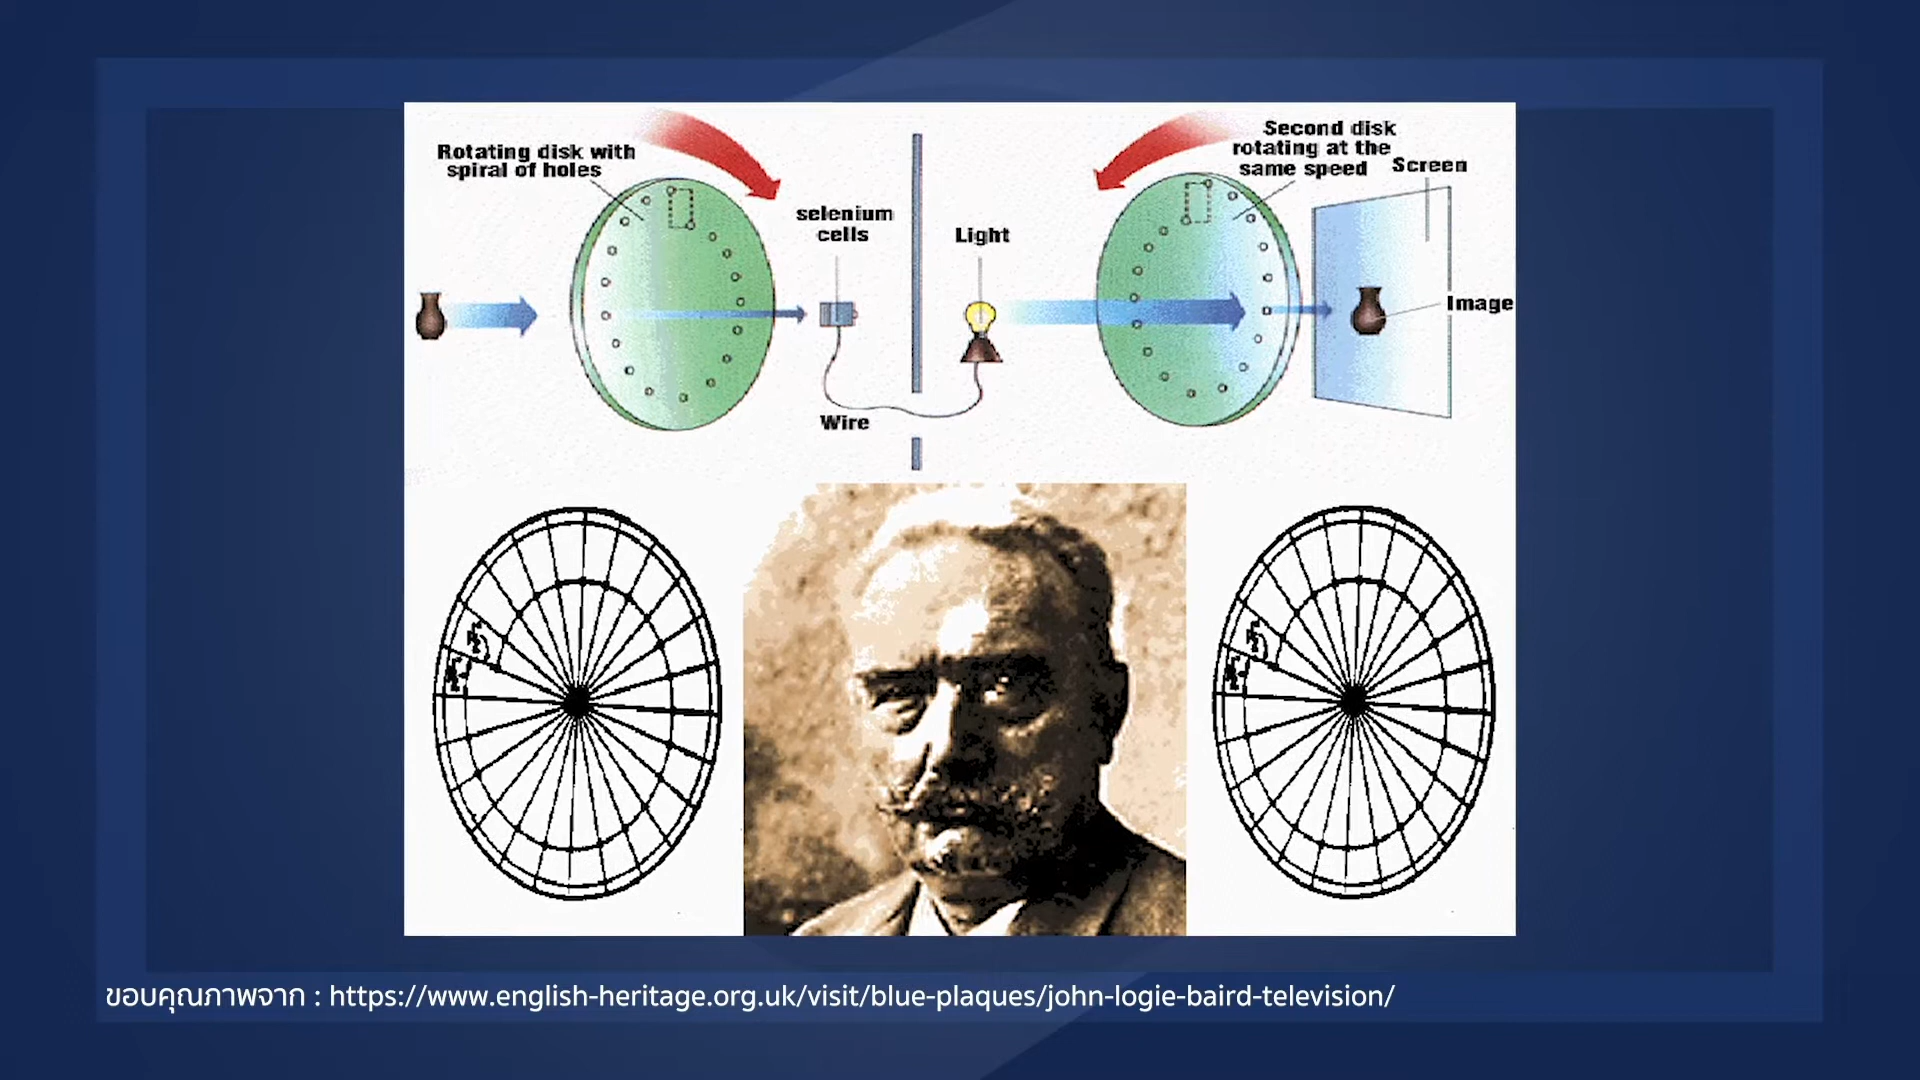 Rotating disk with
spiral of holes
selenium
cells
Light
Wire
Second disk
rotating at the
same speed
Screen
Image
ขอบคุณภาพจาก : https://www.english-heritage.org.uk/visit/blue-plaques/john-logie-baird-television/